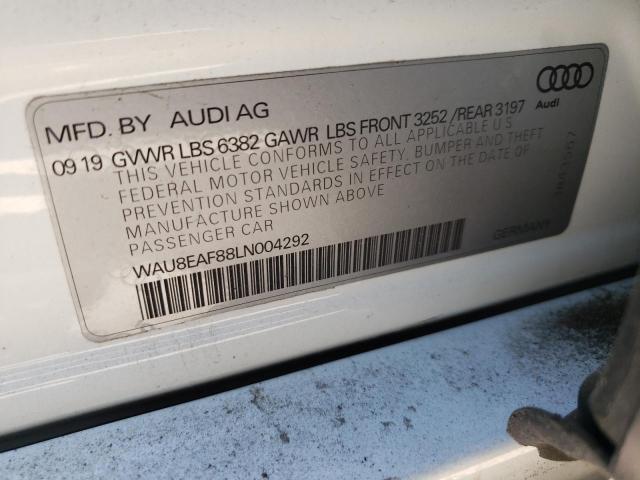 MFD. BY AUDI AG
Audi
09 19 GVWR LBS 6382 GAWR LBS FRONT 3252 /REAR 3197
THIS VEHICLE CONFORMS TO ALL APPLICABLE U S
FEDERAL MOTOR VEHICLE SAFETY. BUMPER AND THEFT
PREVENTION STANDARDS IN EFFECT ON THE DATE OF
MANUFACTURE SHOWN ABOVE
PASSENGER CAR
GERMANY
WAU8EAF88LN004292